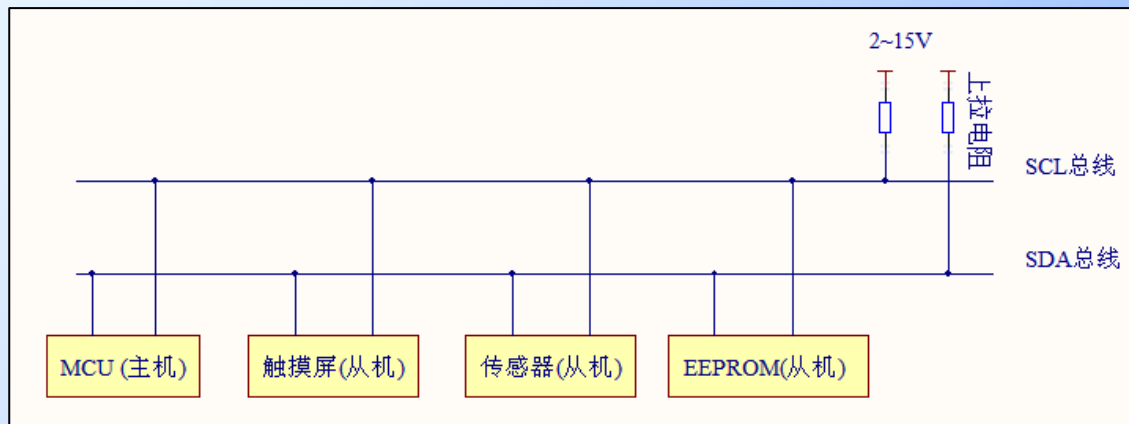 2~15V
上拉电阻
SCL总线
SDA总线
MCU (主机)
触摸屏(从机)
传感器(从机)
EEPROM(从机)